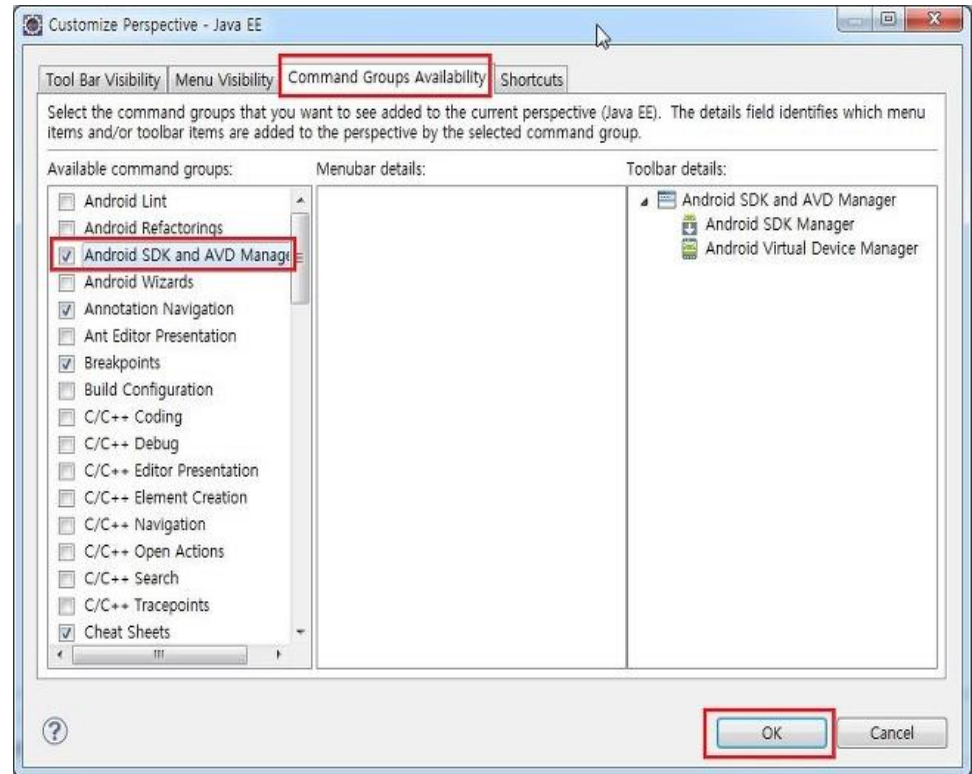 Customize Perspective - Java EE
Tool Bar Visibility
Menu Visibility
Command Groups Availability
Shortcuts
Select the command groups that you want to see added to the current perspective (Java EE). The details field identifies which menu
items and/or toolbar items are added to the perspective by the selected command group.
Available command groups:
Menubar details:
Toolbar details:
Android Lint
Android Refactorings
Android SDK and AVD Manage
Android Wizards
Annotation Navigation
Ant Editor Presentation
Breakpoints
Build Configuration
C/C++ Coding
C/C++ Debug
C/C++ Editor Presentation
C/C++ Element Creation
C/C++ Navigation
C/C++ Open Actions
C/C++ Search
C/C++ Tracepoints
Cheat Sheets
Android SDK and AVD Manager
Android SDK Manager
Android Virtual Device Manager
OK
Cancel